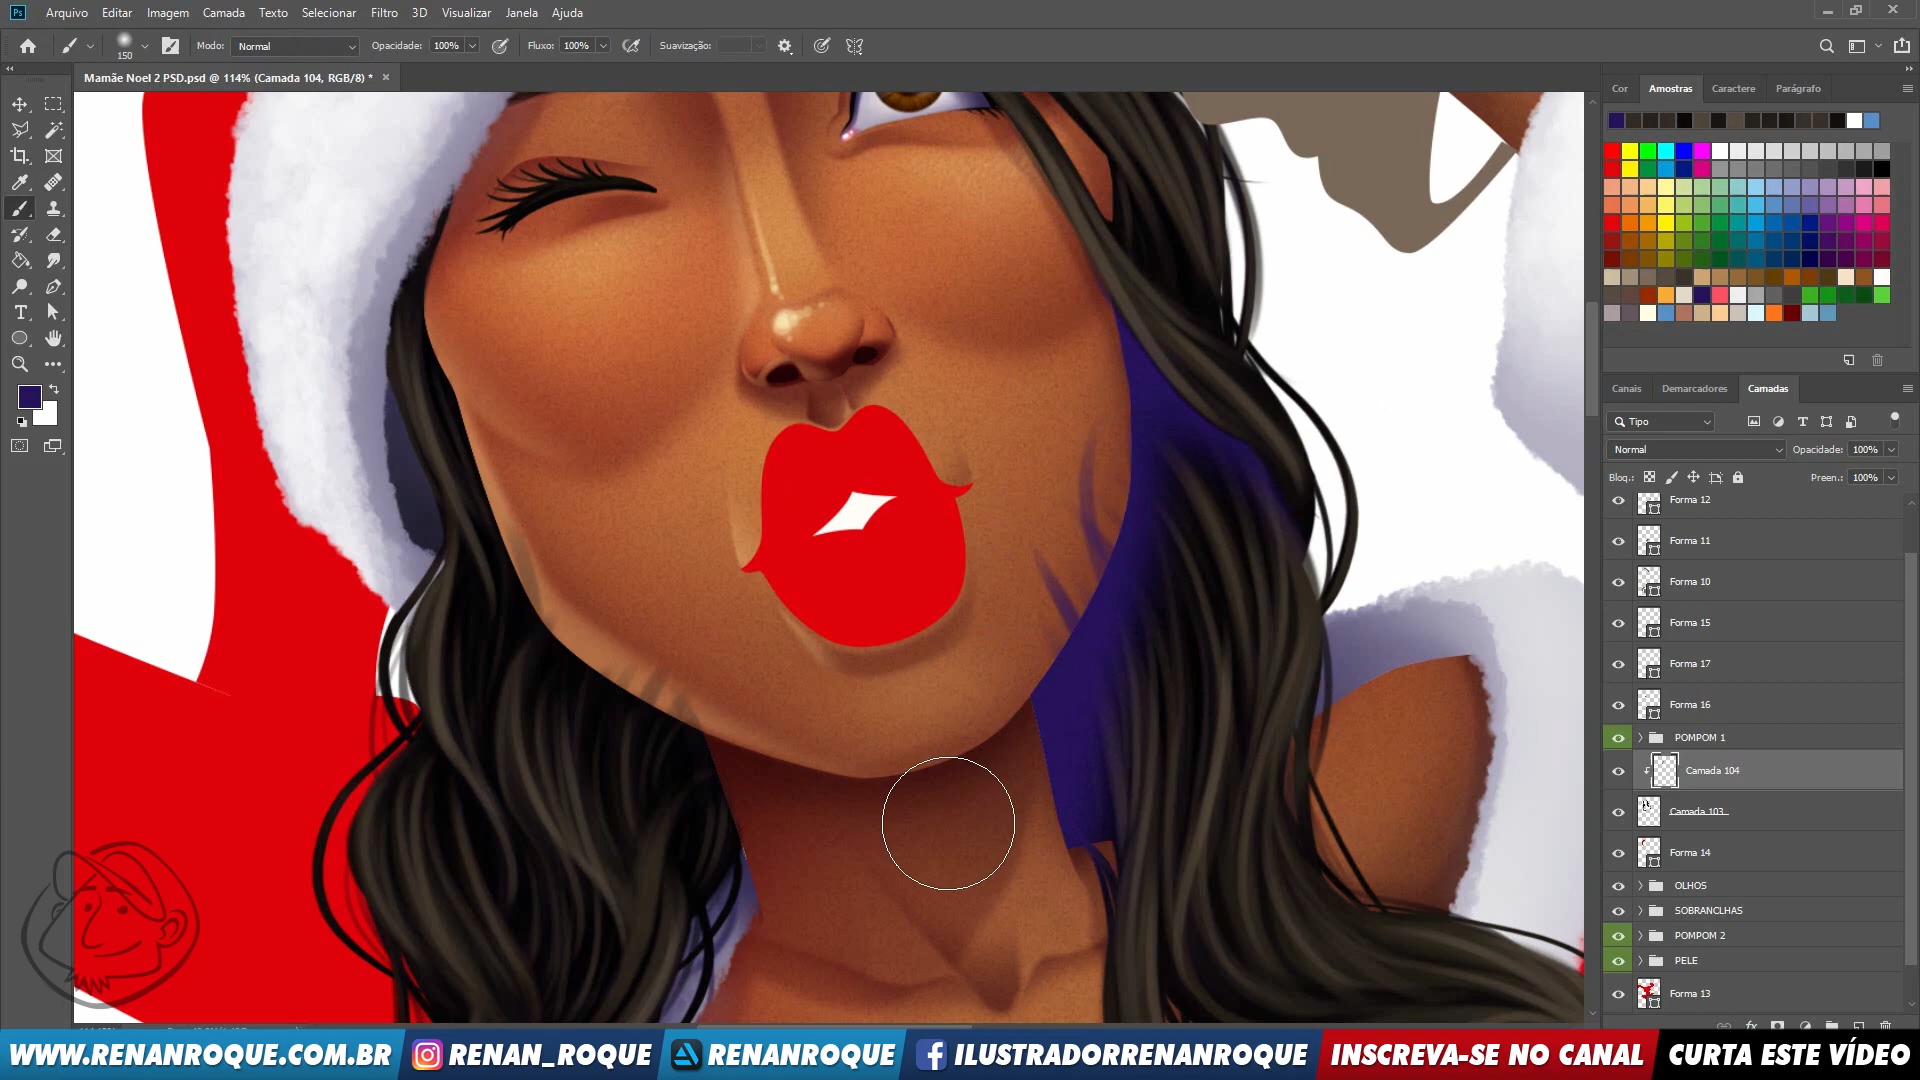 Ps Arquivo Editar Imagem Camada Texto Selecionar Filtro 3D Visualizar Janela Ajuda
150 Modo: Normal Opacidade: 100% Fluxo: 100% Suavização:
Mamãe Noel 2 PSD.psd @ 114% (Camada 104, RGB/8) * ×
Cor Amostras Caractere Parágrafo
Canais Demarcadores Camadas
Tipo
Normal Opacidade: 100%
Bloq.: Preen.: 100%
Forma 12
Forma 11
Forma 10
Forma 15
Forma 17
Forma 16
POMPOM 1
Camada 104
Camada 103
Forma 14
OLHOS
SOBRANCLHAS
POMPOM 2
PELE
Forma 13
WWW.RENANROQUE.COM.BR RENAN_ROQUE RENANROQUE ILUSTRADORRENANROQUE INSCREVA-SE NO CANAL CURTA ESTE VÍDEO